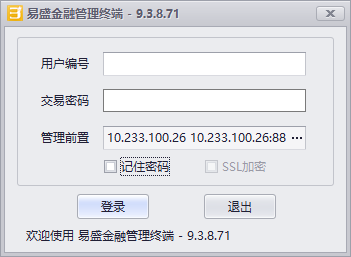 易盛金融管理终端 - 9.3.8.71
用户编号
交易密码
管理前置 10.233.100.26 10.233.100.26:88 ···
记住密码 SSL加密
登录 退出
欢迎使用 易盛金融管理终端 - 9.3.8.71